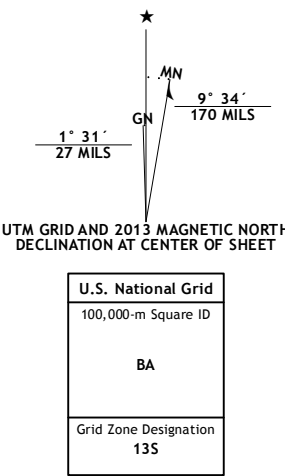 ★
MN
GN
9° 34´
170 MILS
1° 31´
27 MILS
UTM GRID AND 2013 MAGNETIC NORTH
DECLINATION AT CENTER OF SHEET
U.S. National Grid
100,000-m Square ID
BA
Grid Zone Designation
13S